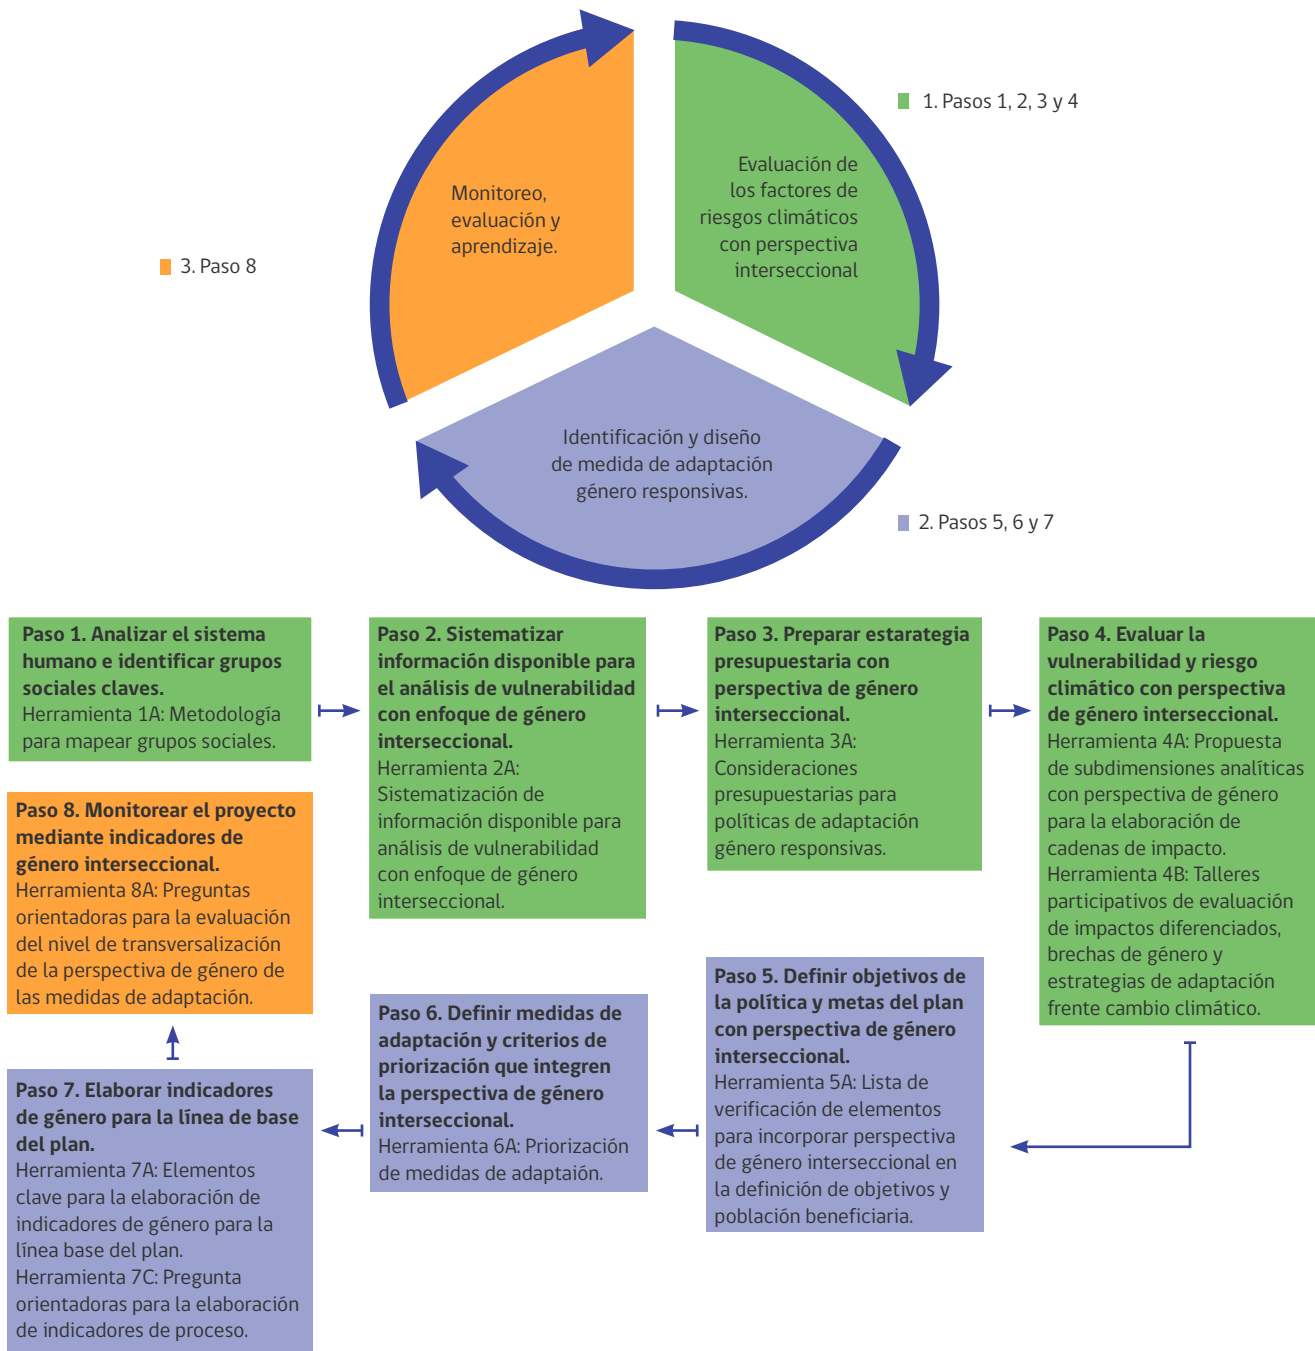 1. Pasos 1, 2, 3 y 4
Evaluación de
los factores de
riesgos climáticos
con perspectiva
interseccional
Monitoreo,
evaluación y
aprendizaje.
3. Paso 8
Identificación y diseño
de medida de adaptación
género responsivas.
2. Pasos 5, 6 y 7
Paso 1. Analizar el sistema
humano e identificar grupos
sociales claves.
Herramienta 1A: Metodología
para mapear grupos sociales.
Paso 2. Sistematizar
información disponible para
el análisis de vulnerabilidad
con enfoque de género
interseccional.
Herramienta 2A:
Sistematización de
información disponible para
análisis de vulnerabilidad
con enfoque de género
interseccional.
Paso 3. Preparar estarategia
presupuestaria con
perspectiva de género
interseccional.
Herramienta 3A:
Consideraciones
presupuestarias para
políticas de adaptación
género responsivas.
Paso 4. Evaluar la
vulnerabilidad y riesgo
climático con perspectiva
de género interseccional.
Herramienta 4A: Propuesta
de subdimensiones analíticas
con perspectiva de género
para la elaboración de
cadenas de impacto.
Herramienta 4B: Talleres
participativos de evaluación
de impactos diferenciados,
brechas de género y
estrategias de adaptación
frente cambio climático.
Paso 5. Definir objetivos de
la política y metas del plan
con perspectiva de género
interseccional.
Herramienta 5A: Lista de
verificación de elementos
para incorporar perspectiva
de género interseccional en
la definición de objetivos y
población beneficiaria.
Paso 6. Definir medidas de
adaptación y criterios de
priorización que integren
la perspectiva de género
interseccional.
Herramienta 6A: Priorización
de medidas de adaptaión.
Paso 7. Elaborar indicadores
de género para la línea de base
del plan.
Herramienta 7A: Elementos
clave para la elaboración de
indicadores de género para la
línea base del plan.
Herramienta 7C: Pregunta
orientadoras para la elaboración
de indicadores de proceso.
Paso 8. Monitorear el proyecto
mediante indicadores de
género interseccional.
Herramienta 8A: Preguntas
orientadoras para la evaluación
del nivel de transversalización
de la perspectiva de género de
las medidas de adaptación.